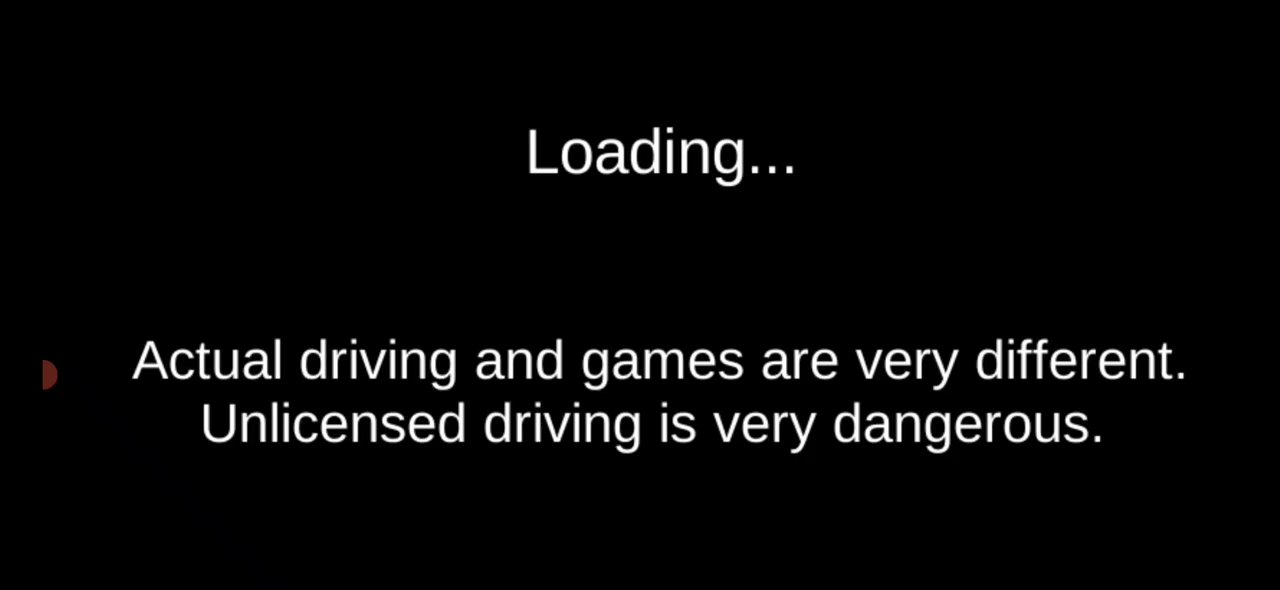 Loading...
Actual driving and games are very different.
Unlicensed driving is very dangerous.